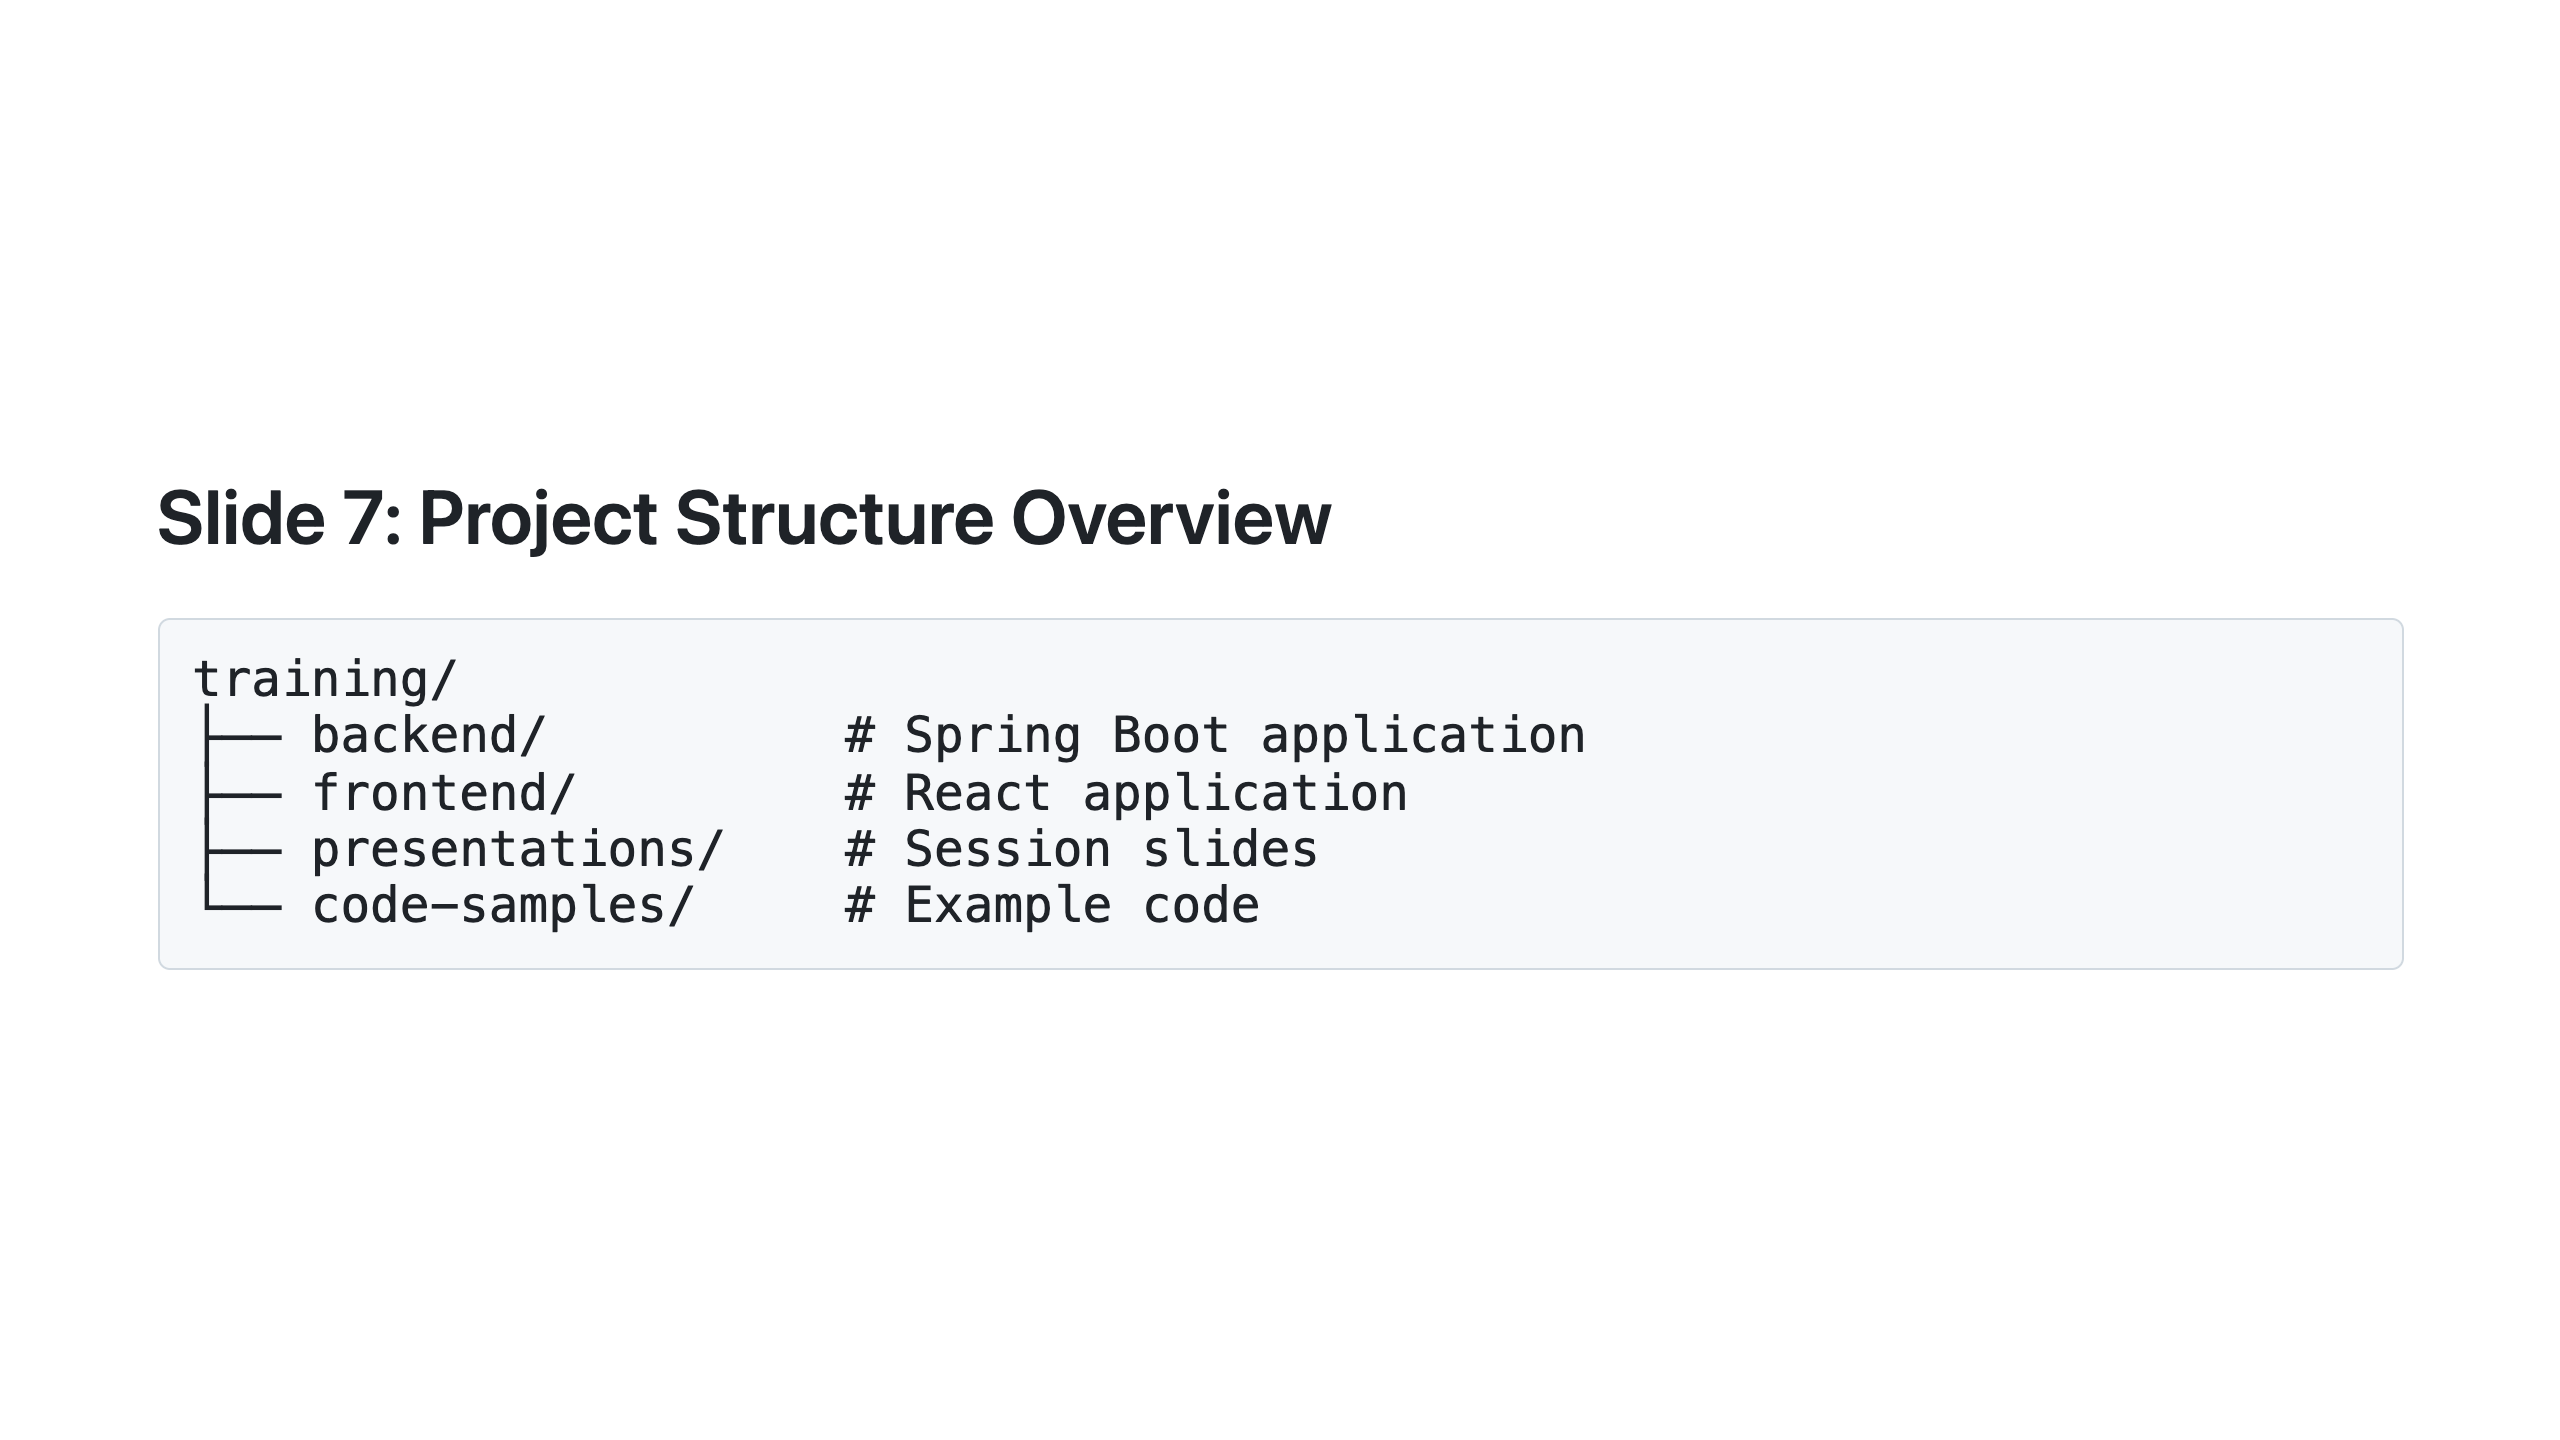 Slide 7: Project Structure Overview
training/
├── backend/          # Spring Boot application
├── frontend/         # React application
├── presentations/    # Session slides
└── code-samples/     # Example code